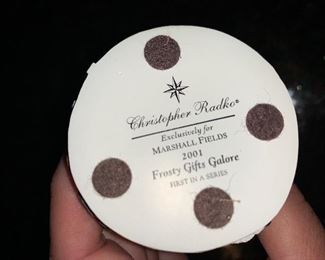 Christopher Radko®
Exclusively for
MARSHALL FIELDS
2001
Frosty Gifts Galore
FIRST IN A SERIES